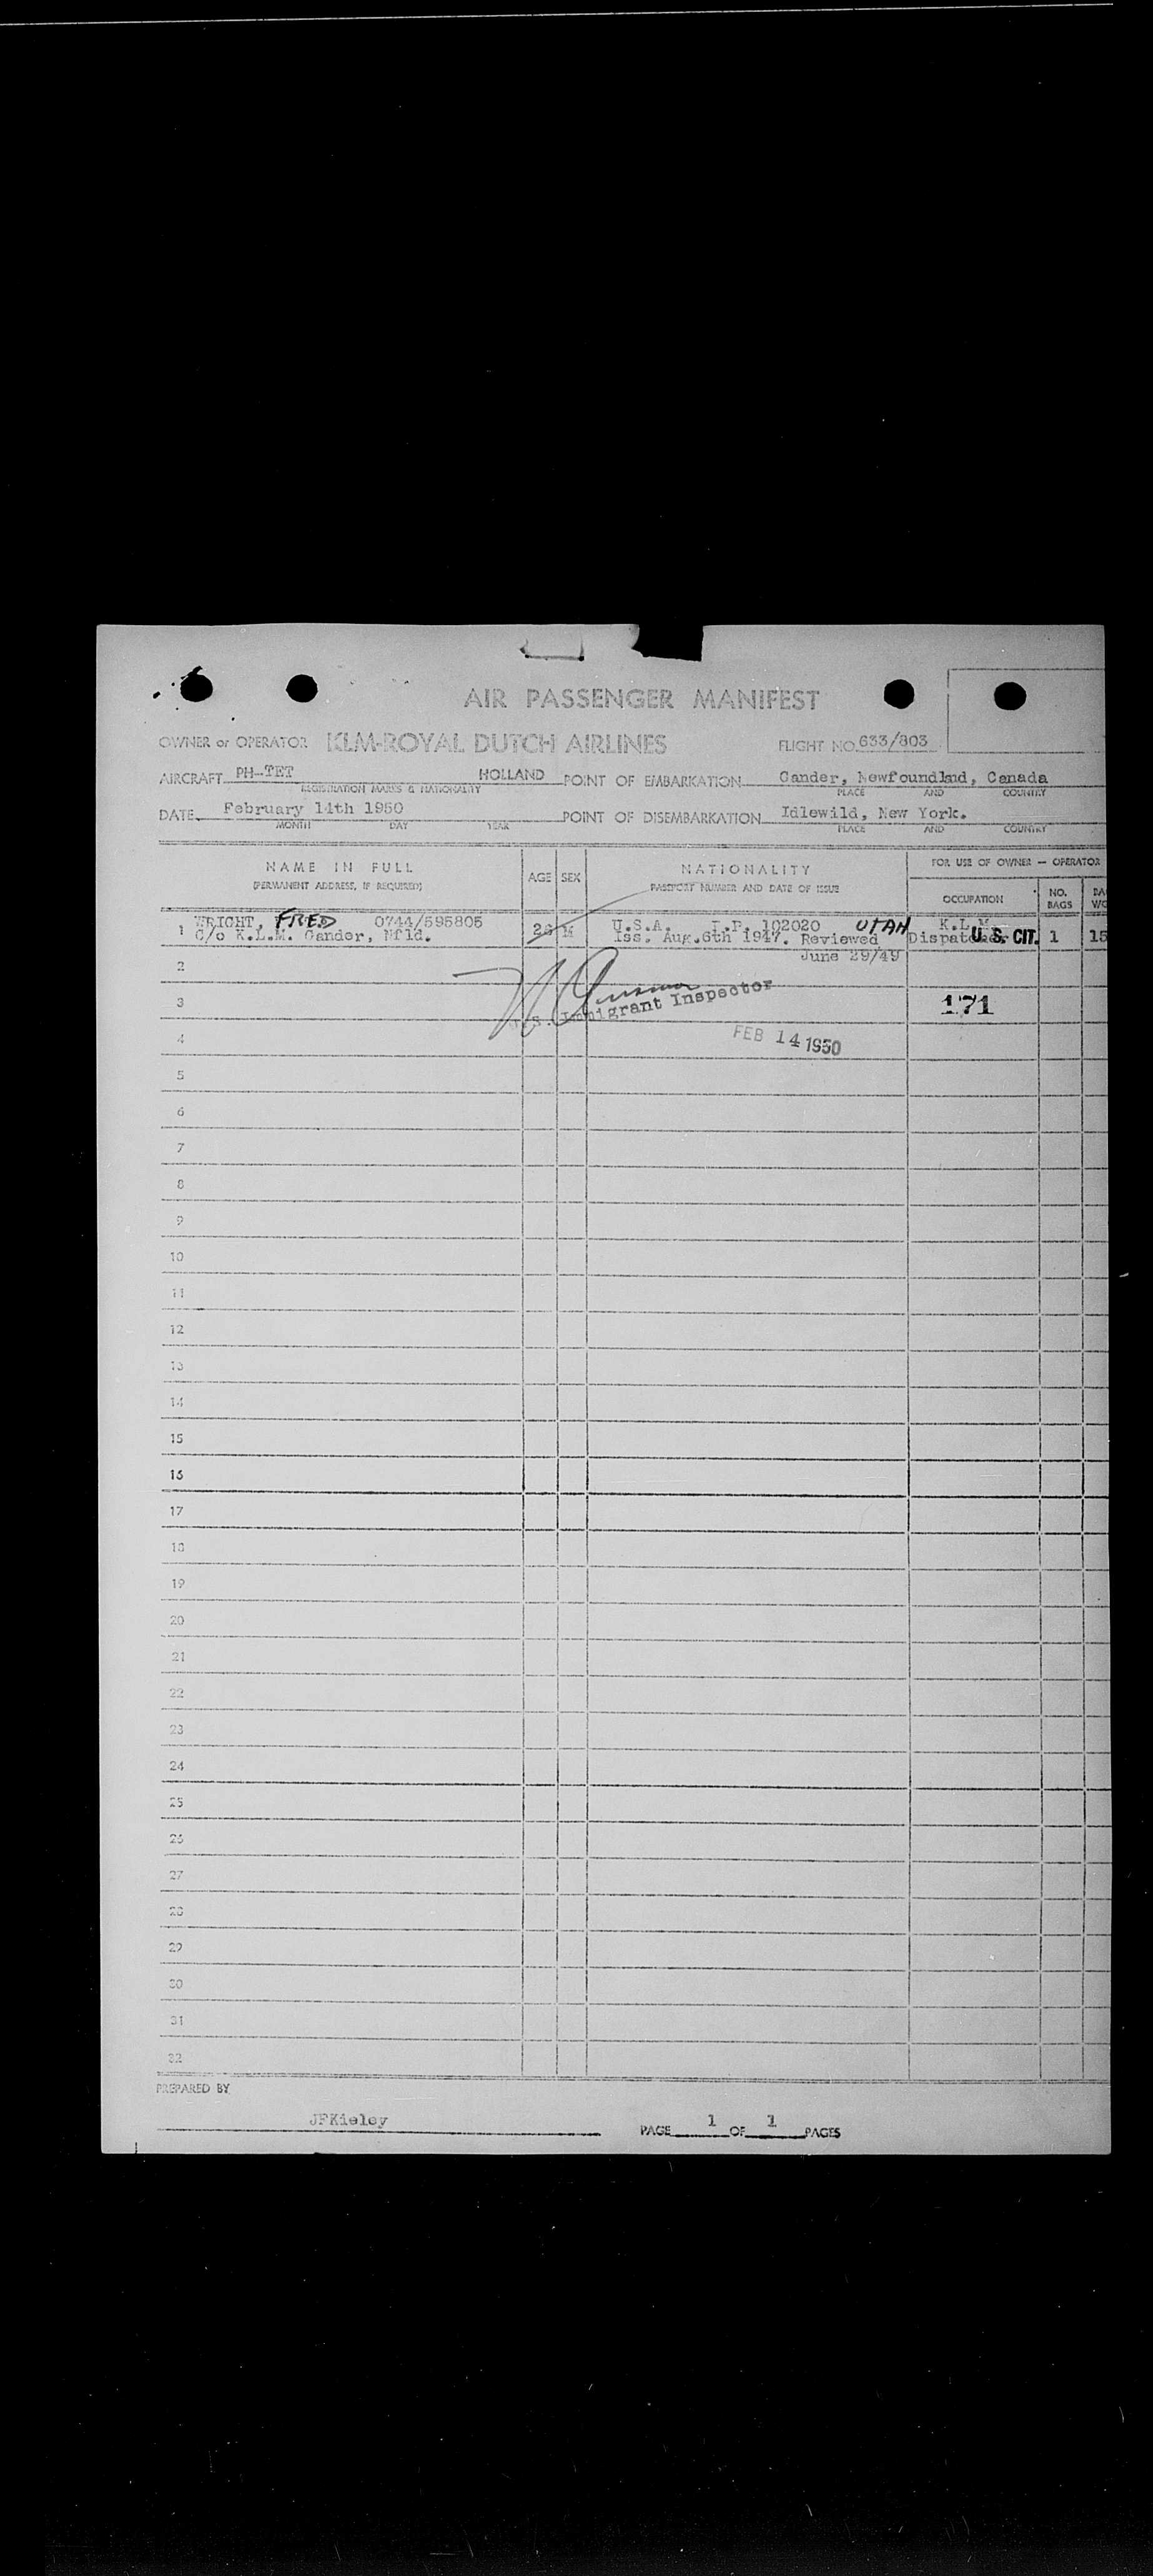 AIR PASSENGER MANIFEST
OWNER or OPERATOR KLM-ROYAL DUTCH AIRLINES FLIGHT NO. 633/803
AIRCRAFT PH-TET HOLLAND POINT OF EMBARKATION Gander, Newfoundland, Canada
REGISTRATION MARKS & NATIONALITY PLACE AND COUNTRY
DATE February 14th 1950 POINT OF DISEMBARKATION Idlewild, New York.
MONTH DAY YEAR PLACE AND COUNTRY
NAME IN FULL
(PERMANENT ADDRESS, IF REQUIRED)
AGE SEX
NATIONALITY
PASSPORT NUMBER AND DATE OF ISSUE
FOR USE OF OWNER — OPERATOR
OCCUPATION
NO. BAGS
BA
WG
1 WRIGHT, FRED 0744/595805 M U.S.A. 102020 UTAH K.L.M.
C/o K.L.M. Gander, Nfld. Iss. Aug.6th 1947. Reviewed U. S. CIT. 1 15
2 June 29/49
3 Immigrant Inspector 171
4 FEB 14 1950
5
6
7
8
9
10
11
12
13
14
15
16
17
18
19
20
21
22
23
24
25
26
27
28
29
30
31
32
PREPARED BY
JFKieley PAGE 1 OF 1 PAGES